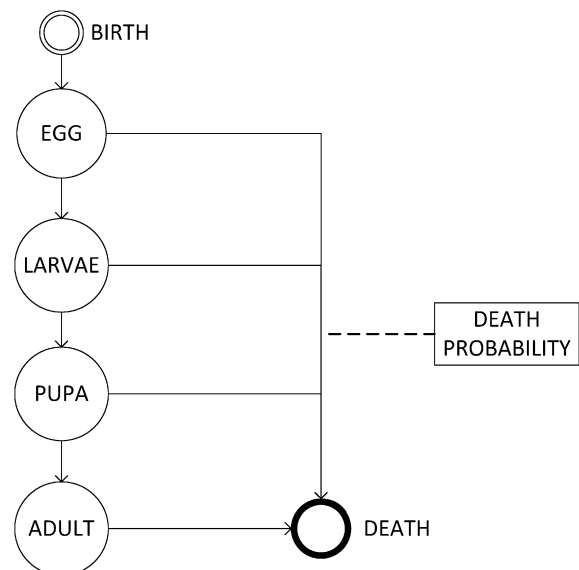 BIRTH
EGG
LARVAE
DEATH
PROBABILITY
PUPA
ADULT
DEATH